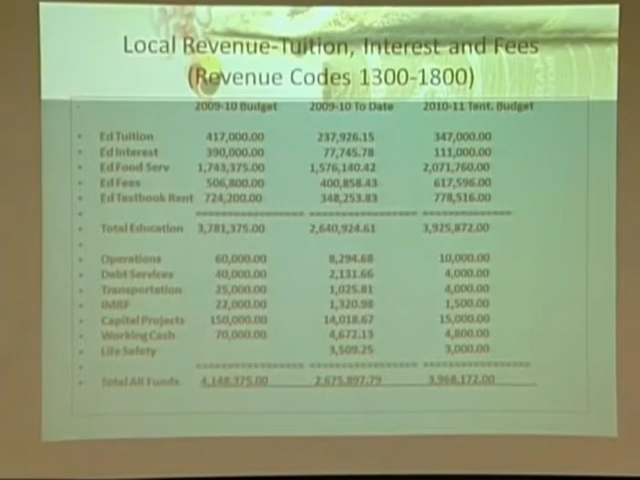 Local Revenue-Tuition, Interest and Fees
(Revenue Codes 1300-1800)
2009-10 Budget 2009-10 To Date 2010-11 Tent. Budget
Ed Tuition 417,000.00 237,926.15 347,000.00
Ed Interest 390,000.00 77,745.78 111,000.00
Ed Food Serv 1,743,375.00 1,576,140.42 2,071,760.00
Ed Fees 506,800.00 400,858.43 617,596.00
Ed Textbook Rent 724,200.00 348,253.83 778,516.00
Total Education 3,781,375.00 2,640,924.61 3,925,872.00
Operations 60,000.00 8,294.68 10,000.00
Debt Services 40,000.00 2,131.66 4,000.00
Transportation 25,000.00 1,025.81 4,000.00
IMRF 22,000.00 1,320.98 1,500.00
Capital Projects 150,000.00 14,018.67 15,000.00
Working Cash 70,000.00 4,672.13 4,800.00
Life Safety 3,509.25 3,000.00
Total All Funds 4,148,375.00 2,675,897.79 3,968,172.00